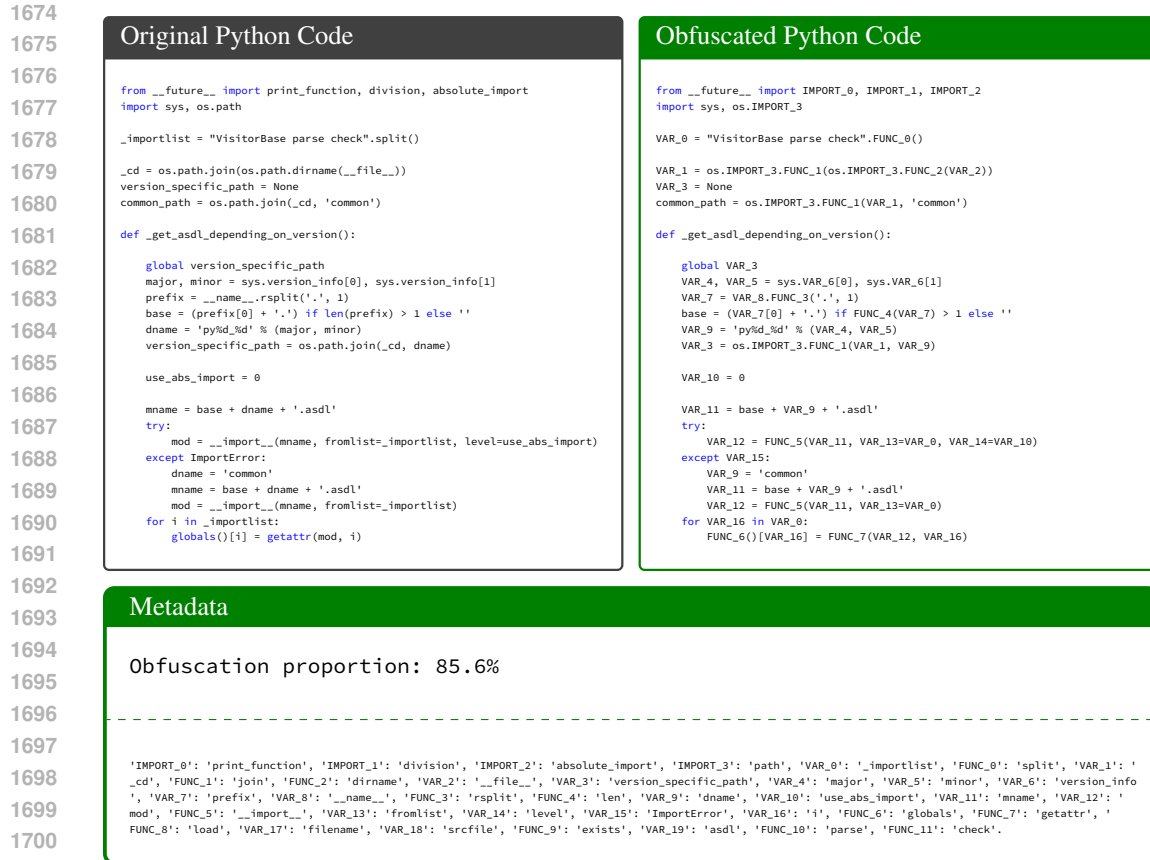 1674
1675
1676
1677
1678
1679
1680
1681
1682
1683
1684
1685
1686
1687
1688
1689
1690
1691
1692
1693
1694
1695
1696
1697
1698
1699
1700
Original Python Code
from __future__ import print_function, division, absolute_import
import sys, os.path
_importlist = "VisitorBase parse check".split()
_cd = os.path.join(os.path.dirname(__file__))
version_specific_path = None
common_path = os.path.join(_cd, 'common')
def _get_asdl_depending_on_version():
    global version_specific_path
    major, minor = sys.version_info[0], sys.version_info[1]
    prefix = __name__.rsplit('.', 1)
    base = (prefix[0] + '.') if len(prefix) > 1 else ''
    dname = 'py%d_%d' % (major, minor)
    version_specific_path = os.path.join(_cd, dname)
    use_abs_import = 0
    mname = base + dname + '.asdl'
    try:
        mod = __import__(mname, fromlist=_importlist, level=use_abs_import)
    except ImportError:
        dname = 'common'
        mname = base + dname + '.asdl'
        mod = __import__(mname, fromlist=_importlist)
    for i in _importlist:
        globals()[i] = getattr(mod, i)
Obfuscated Python Code
from __future__ import IMPORT_0, IMPORT_1, IMPORT_2
import sys, os.IMPORT_3
VAR_0 = "VisitorBase parse check".FUNC_0()
VAR_1 = os.IMPORT_3.FUNC_1(os.IMPORT_3.FUNC_2(VAR_2))
VAR_3 = None
common_path = os.IMPORT_3.FUNC_1(VAR_1, 'common')
def _get_asdl_depending_on_version():
    global VAR_3
    VAR_4, VAR_5 = sys.VAR_6[0], sys.VAR_6[1]
    VAR_7 = VAR_8.FUNC_3('.', 1)
    base = (VAR_7[0] + '.') if FUNC_4(VAR_7) > 1 else ''
    VAR_9 = 'py%d_%d' % (VAR_4, VAR_5)
    VAR_3 = os.IMPORT_3.FUNC_1(VAR_1, VAR_9)
    VAR_10 = 0
    VAR_11 = base + VAR_9 + '.asdl'
    try:
        VAR_12 = FUNC_5(VAR_11, VAR_13=VAR_0, VAR_14=VAR_10)
    except VAR_15:
        VAR_9 = 'common'
        VAR_11 = base + VAR_9 + '.asdl'
        VAR_12 = FUNC_5(VAR_11, VAR_13=VAR_0)
    for VAR_16 in VAR_0:
        FUNC_6()[VAR_16] = FUNC_7(VAR_12, VAR_16)
Metadata
Obfuscation proportion: 85.6%
'IMPORT_0': 'print_function', 'IMPORT_1': 'division', 'IMPORT_2': 'absolute_import', 'IMPORT_3': 'path', 'VAR_0': '_importlist', 'FUNC_0': 'split', 'VAR_1': '
_cd', 'FUNC_1': 'join', 'FUNC_2': 'dirname', 'VAR_2': '__file__', 'VAR_3': 'version_specific_path', 'VAR_4': 'major', 'VAR_5': 'minor', 'VAR_6': 'version_info
', 'VAR_7': 'prefix', 'VAR_8': '__name__', 'FUNC_3': 'rsplit', 'FUNC_4': 'len', 'VAR_9': 'dname', 'VAR_10': 'use_abs_import', 'VAR_11': 'mname', 'VAR_12': '
mod', 'FUNC_5': '__import__', 'VAR_13': 'fromlist', 'VAR_14': 'level', 'VAR_15': 'ImportError', 'VAR_16': 'i', 'FUNC_6': 'globals', 'FUNC_7': 'getattr', '
FUNC_8': 'load', 'VAR_17': 'filename', 'VAR_18': 'srcfile', 'FUNC_9': 'exists', 'VAR_19': 'asdl', 'FUNC_10': 'parse', 'FUNC_11': 'check'.